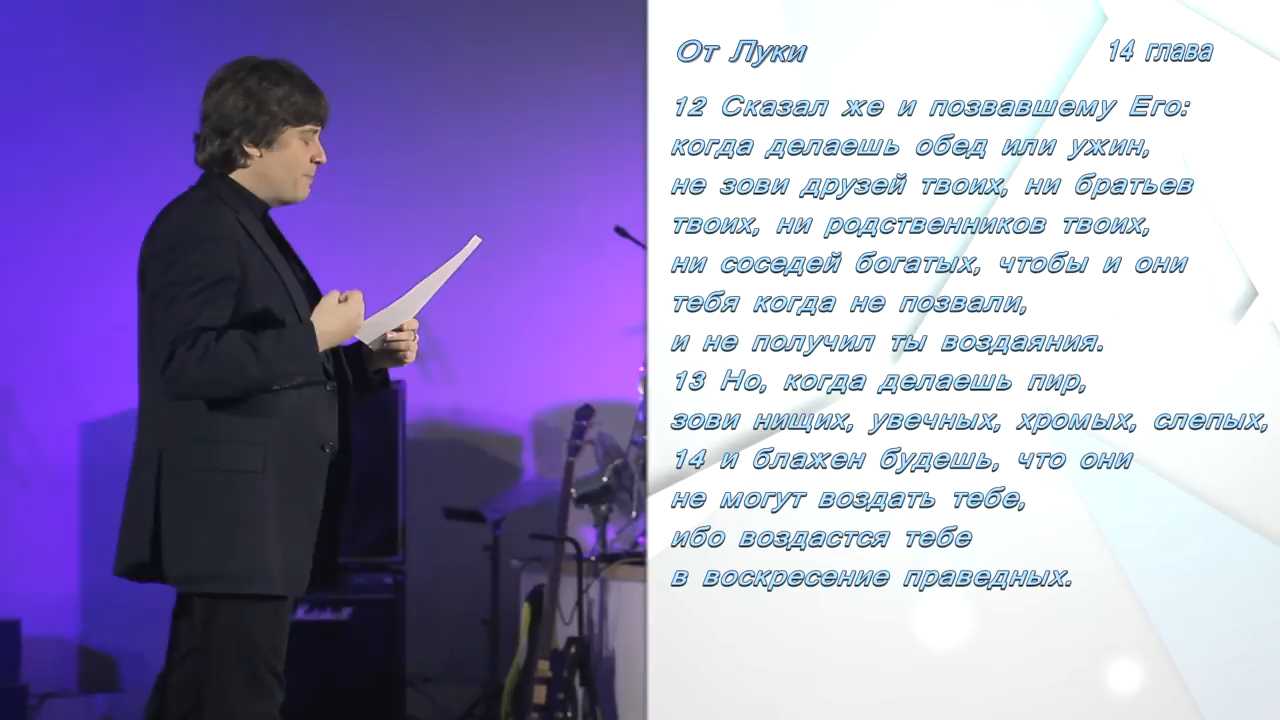 От Луки 14 глава
12 Сказал же и позвавшему Его:
когда делаешь обед или ужин,
не зови друзей твоих, ни братьев
твоих, ни родственников твоих,
ни соседей богатых, чтобы и они
тебя когда не позвали,
и не получил ты воздаяния.
13 Но, когда делаешь пир,
зови нищих, увечных, хромых, слепых,
14 и блажен будешь, что они
не могут воздать тебе,
ибо воздастся тебе
в воскресение праведных.
Marshall